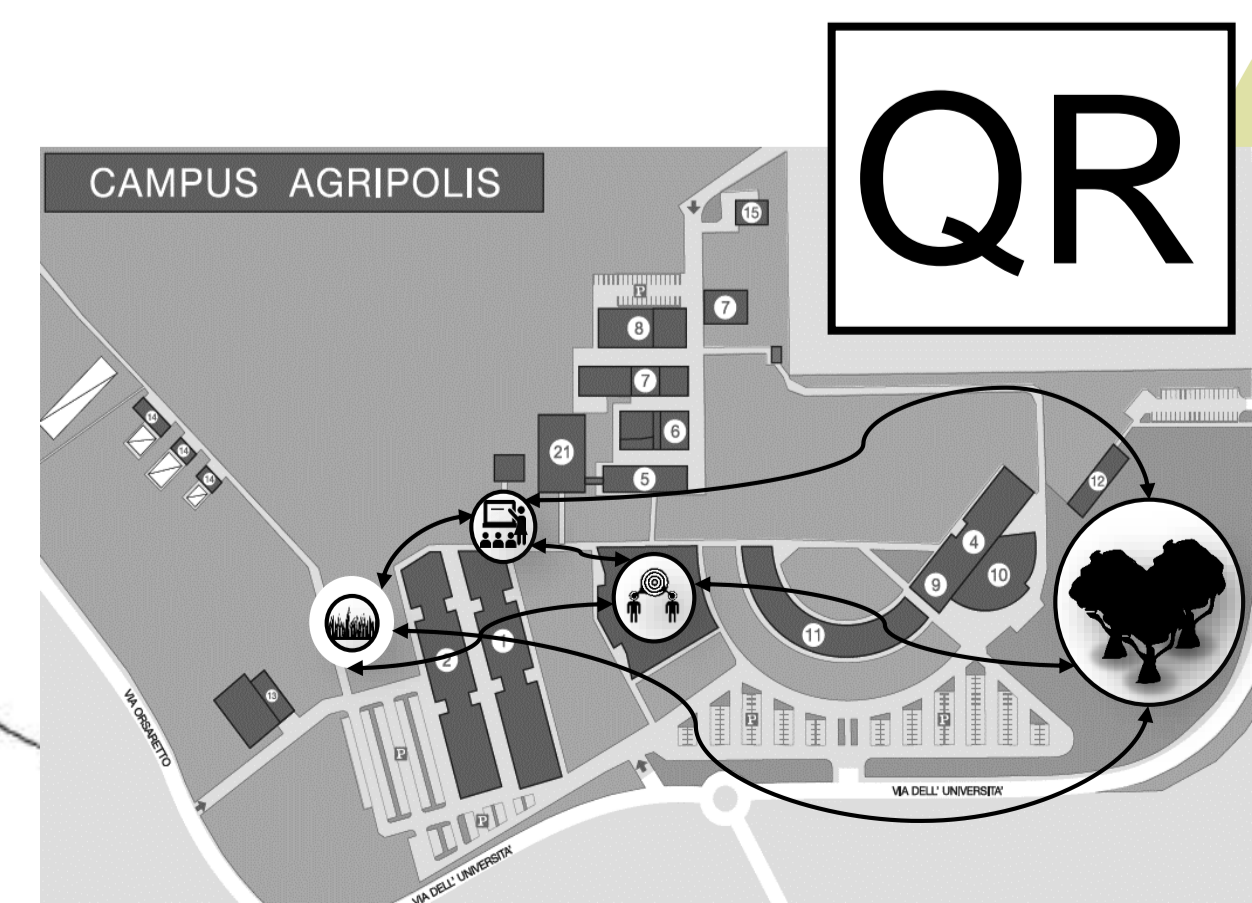 QR
CAMPUS AGRIPOLIS
15
P
7
8
7
6
14
21
5
14
14
12
4
9
10
11
1
2
13
P
P
P
P
VIA ORSARETTO
VIA DELL' UNIVERSITA'
VIA DELL' UNIVERSITA'